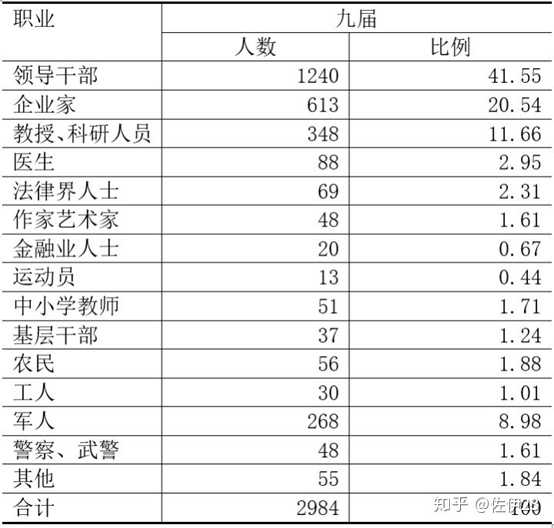 职业 九届
人数 比例
领导干部 1240 41.55
企业家 613 20.54
教授、科研人员 348 11.66
医生 88 2.95
法律界人士 69 2.31
作家艺术家 48 1.61
金融业人士 20 0.67
运动员 13 0.44
中小学教师 51 1.71
基层干部 37 1.24
农民 56 1.88
工人 30 1.01
军人 268 8.98
警察、武警 48 1.61
其他 55 1.84
合计 2984 100
知乎 @佐伊